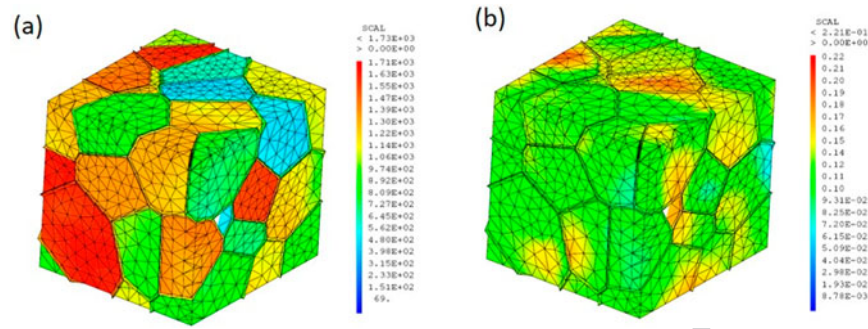 (a)
SCAL
< 1.73E+03
> 0.00E+00
1.71E+03
1.63E+03
1.55E+03
1.47E+03
1.39E+03
1.30E+03
1.22E+03
1.14E+03
1.06E+03
9.74E+02
8.92E+02
8.09E+02
7.27E+02
6.45E+02
5.62E+02
4.80E+02
3.98E+02
3.15E+02
2.33E+02
1.51E+02
69.
(b)
SCAL
< 2.21E-01
> 0.00E+00
0.22
0.21
0.20
0.19
0.18
0.17
0.16
0.15
0.14
0.12
0.11
0.10
9.31E-02
8.25E-02
7.20E-02
6.15E-02
5.09E-02
4.04E-02
2.98E-02
1.93E-02
8.78E-03